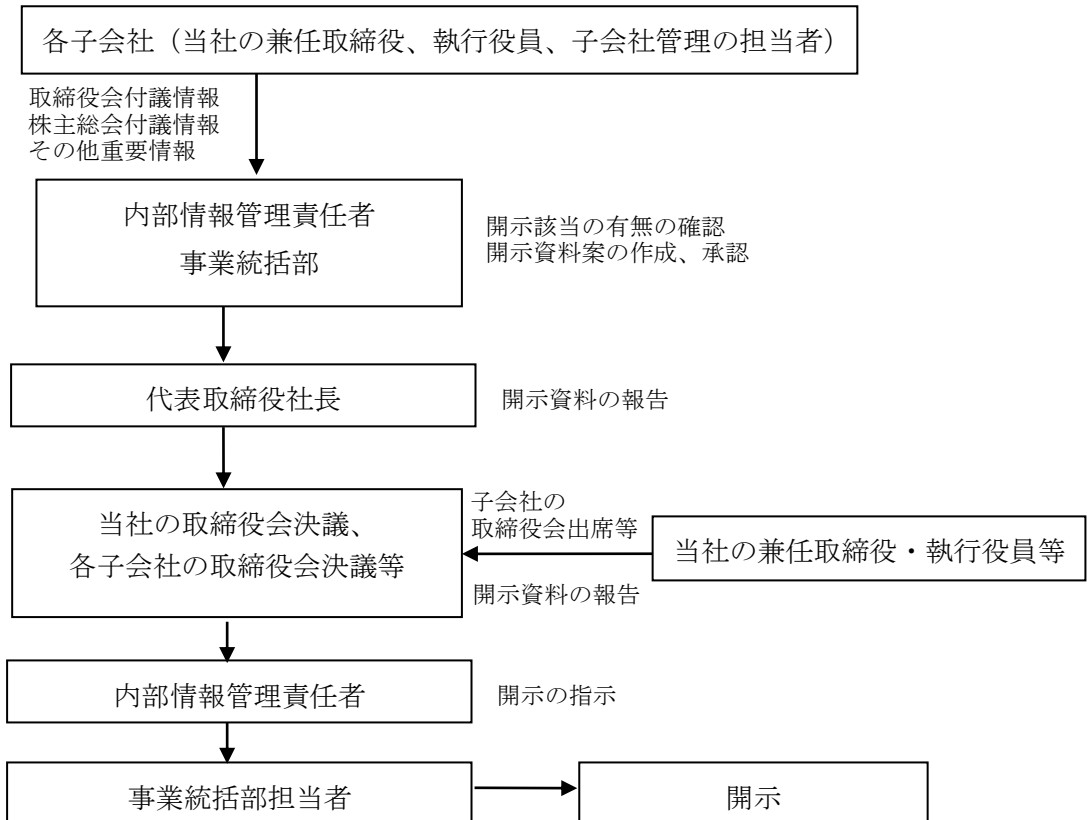 各子会社（当社の兼任取締役、執行役員、子会社管理の担当者）
取締役会付議情報
株主総会付議情報
その他重要情報
内部情報管理責任者
事業統括部
開示該当の有無の確認
開示資料案の作成、承認
代表取締役社長
開示資料の報告
当社の取締役会決議、
各子会社の取締役会決議等
子会社の
取締役会出席等
開示資料の報告
当社の兼任取締役・執行役員等
内部情報管理責任者
開示の指示
事業統括部担当者
開示